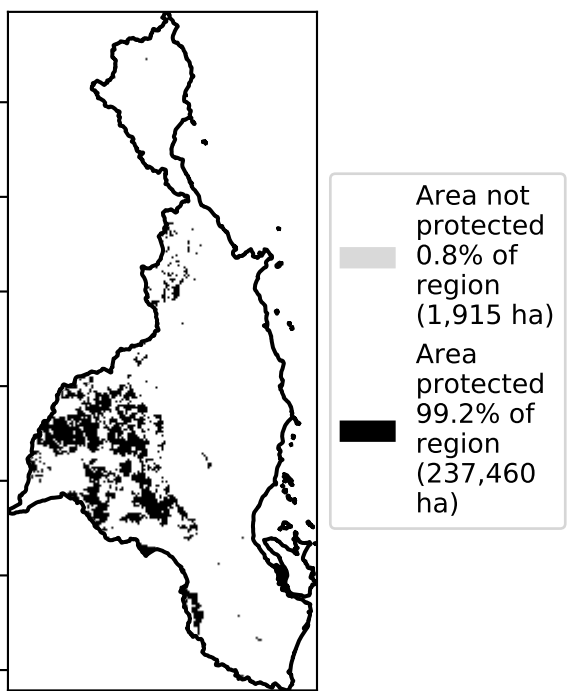 Area not
protected
0.8% of
region
(1,915 ha)
Area
protected
99.2% of
region
(237,460
ha)